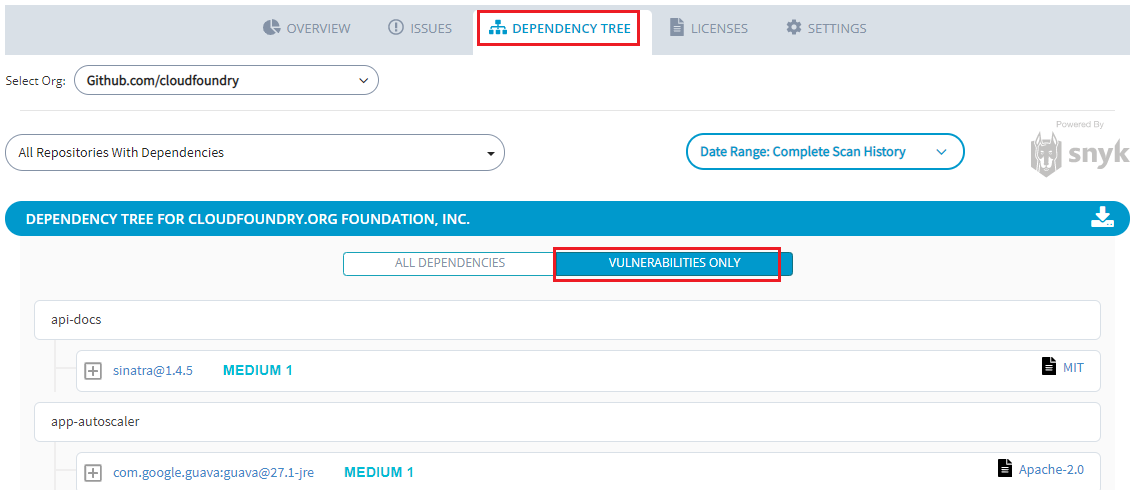 OVERVIEW ISSUES DEPENDENCY TREE LICENSES SETTINGS
Select Org: Github.com/cloudfoundry
All Repositories With Dependencies Date Range: Complete Scan History
Powered By
snyk
DEPENDENCY TREE FOR CLOUDFOUNDRY.ORG FOUNDATION, INC.
ALL DEPENDENCIES VULNERABILITIES ONLY
api-docs
sinatra@1.4.5 MEDIUM 1 MIT
app-autoscaler
com.google.guava:guava@27.1-jre MEDIUM 1 Apache-2.0